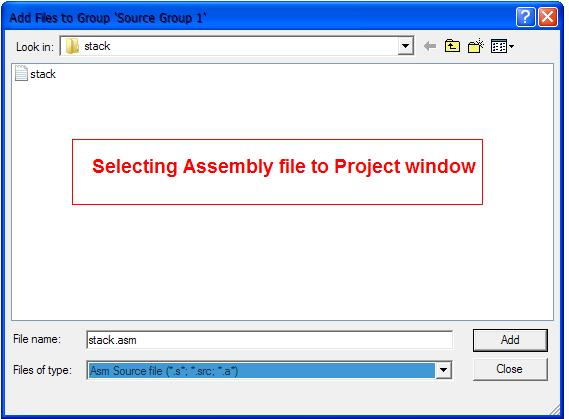 Add Files to Group 'Source Group 1'
Look in: stack
stack
Selecting Assembly file to Project window
File name: stack.asm Add
Files of type: Asm Source file (*.s*; *.src; *.a*) Close